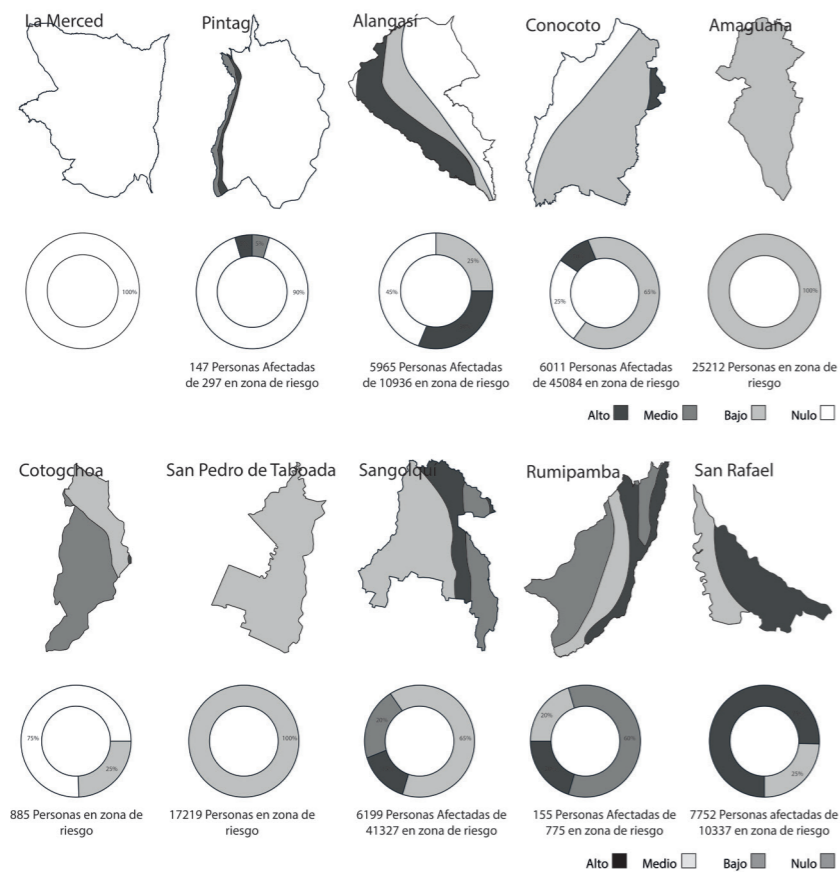 La Merced
Pintag
Alangasí
Conocoto
Amaguaña
100%
5%
90%
25%
45%
65%
25%
100%
147 Personas Afectadas
de 297 en zona de riesgo
5965 Personas Afectadas
de 10936 en zona de riesgo
6011 Personas Afectadas
de 45084 en zona de riesgo
25212 Personas en zona de
riesgo
Alto Medio Bajo Nulo
Cotogchoa
San Pedro de Taboada
Sangolquí
Rumipamba
San Rafael
75%
25%
100%
20%
65%
20%
60%
25%
885 Personas en zona de
riesgo
17219 Personas en zona de
riesgo
6199 Personas Afectadas de
41327 en zona de riesgo
155 Personas Afectadas de
775 en zona de riesgo
7752 Personas afectadas de
10337 en zona de riesgo
Alto Medio Bajo Nulo